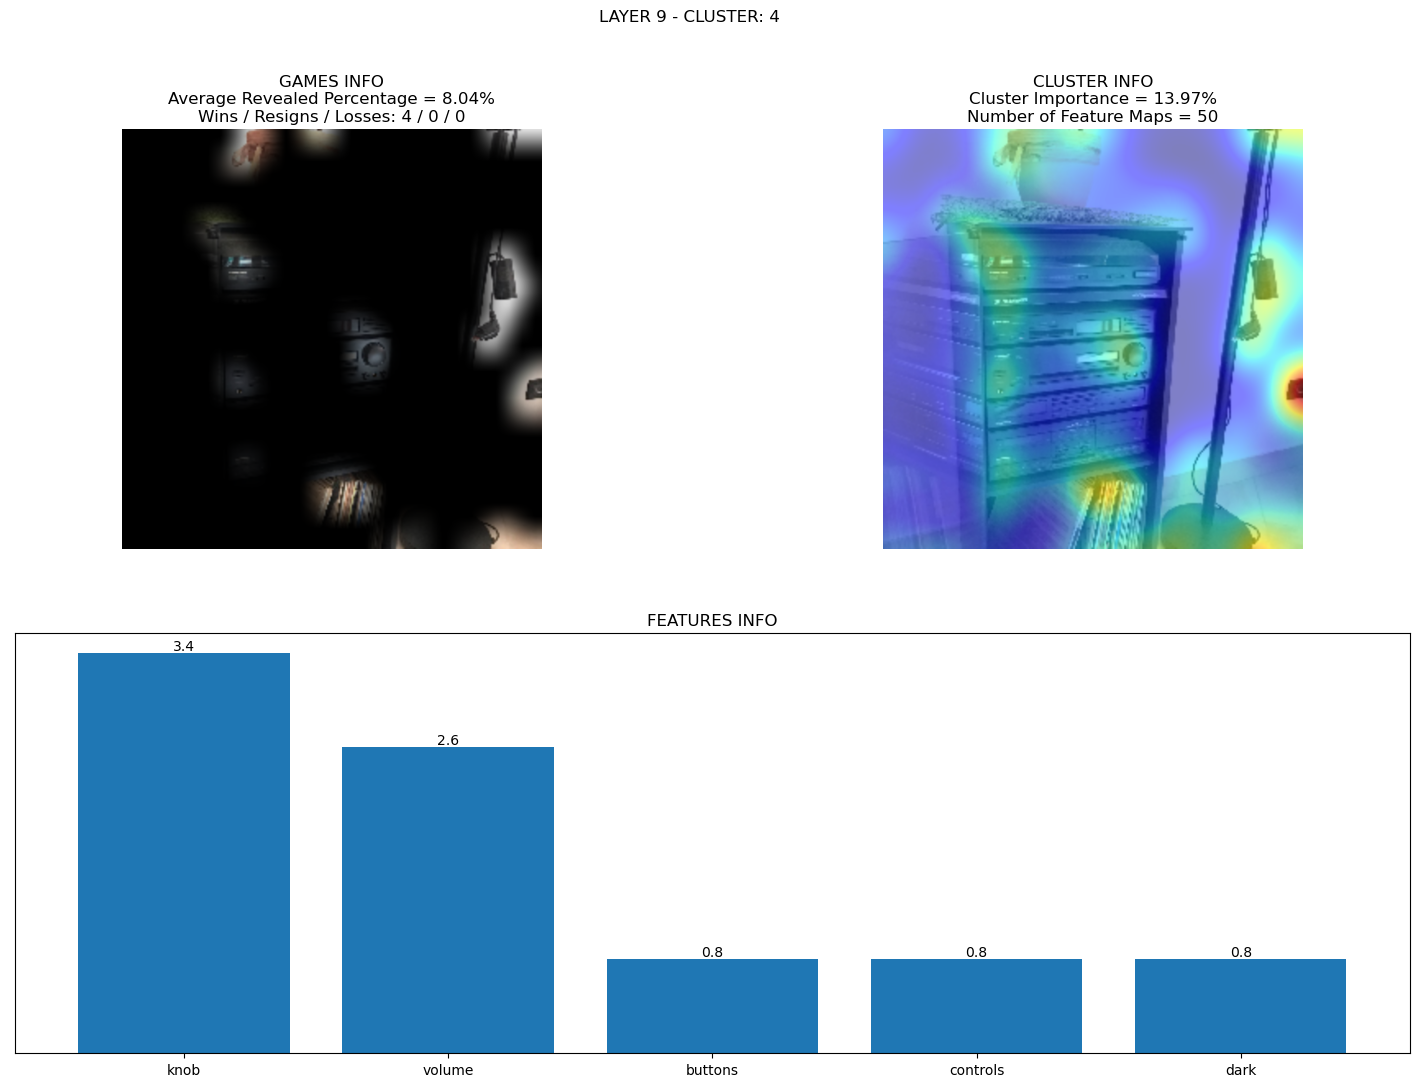 LAYER 9 - CLUSTER: 4
GAMES INFO
Average Revealed Percentage = 8.04%
Wins / Resigns / Losses: 4 / 0 / 0
CLUSTER INFO
Cluster Importance = 13.97%
Number of Feature Maps = 50
FEATURES INFO
3.4
2.6
0.8
0.8
0.8
knob
volume
buttons
controls
dark